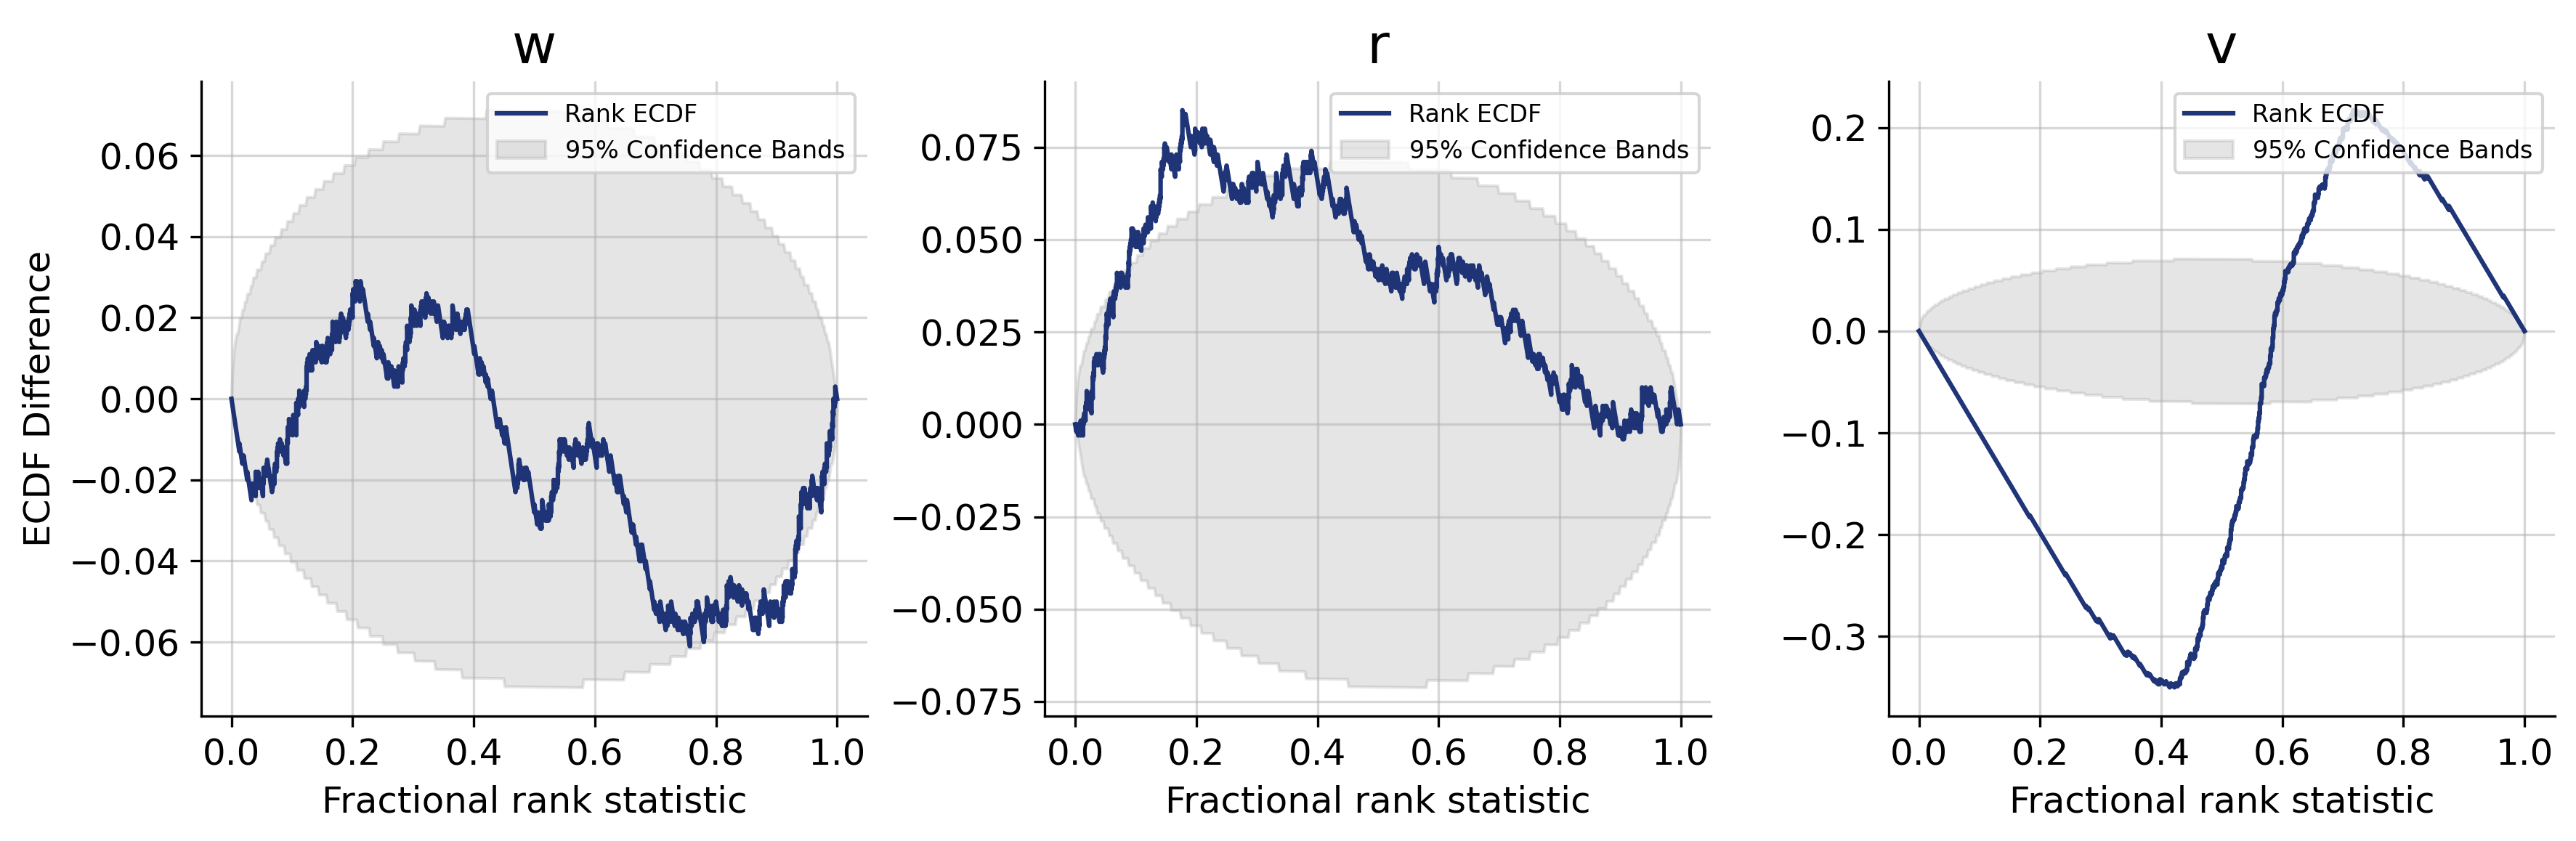 w
r
v
Rank ECDF
95% Confidence Bands
Rank ECDF
95% Confidence Bands
Rank ECDF
95% Confidence Bands
ECDF Difference
0.06
0.04
0.02
0.00
−0.02
−0.04
−0.06
0.075
0.050
0.025
0.000
−0.025
−0.050
−0.075
0.2
0.1
0.0
−0.1
−0.2
−0.3
0.0 0.2 0.4 0.6 0.8 1.0
0.0 0.2 0.4 0.6 0.8 1.0
0.0 0.2 0.4 0.6 0.8 1.0
Fractional rank statistic
Fractional rank statistic
Fractional rank statistic